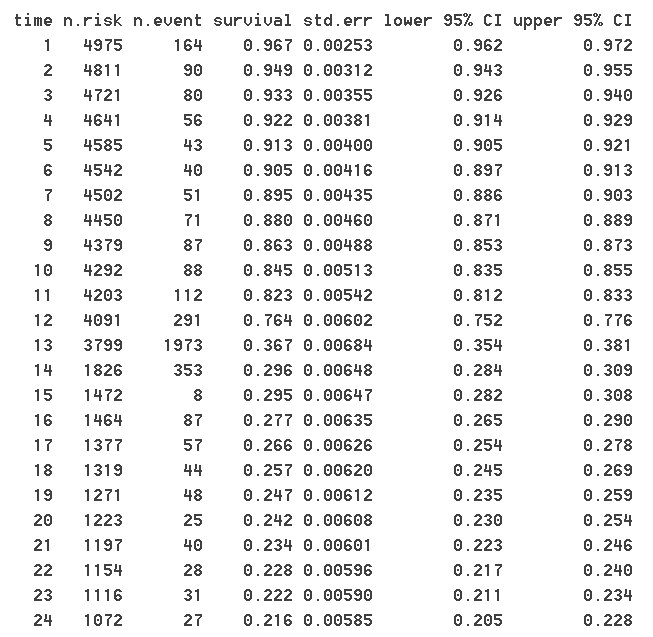 time n.risk n.event survival std.err lower 95% CI upper 95% CI
1 4975 164 0.967 0.00253 0.962 0.972
2 4811 90 0.949 0.00312 0.943 0.955
3 4721 80 0.933 0.00355 0.926 0.940
4 4641 56 0.922 0.00381 0.914 0.929
5 4585 43 0.913 0.00400 0.905 0.921
6 4542 40 0.905 0.00416 0.897 0.913
7 4502 51 0.895 0.00435 0.886 0.903
8 4450 71 0.880 0.00460 0.871 0.889
9 4379 87 0.863 0.00488 0.853 0.873
10 4292 88 0.845 0.00513 0.835 0.855
11 4203 112 0.823 0.00542 0.812 0.833
12 4091 291 0.764 0.00602 0.752 0.776
13 3799 1973 0.367 0.00684 0.354 0.381
14 1826 353 0.296 0.00648 0.284 0.309
15 1472 8 0.295 0.00647 0.282 0.308
16 1464 87 0.277 0.00635 0.265 0.290
17 1377 57 0.266 0.00626 0.254 0.278
18 1319 44 0.257 0.00620 0.245 0.269
19 1271 48 0.247 0.00612 0.235 0.259
20 1223 25 0.242 0.00608 0.230 0.254
21 1197 40 0.234 0.00601 0.223 0.246
22 1154 28 0.228 0.00596 0.217 0.240
23 1116 31 0.222 0.00590 0.211 0.234
24 1072 27 0.216 0.00585 0.205 0.228